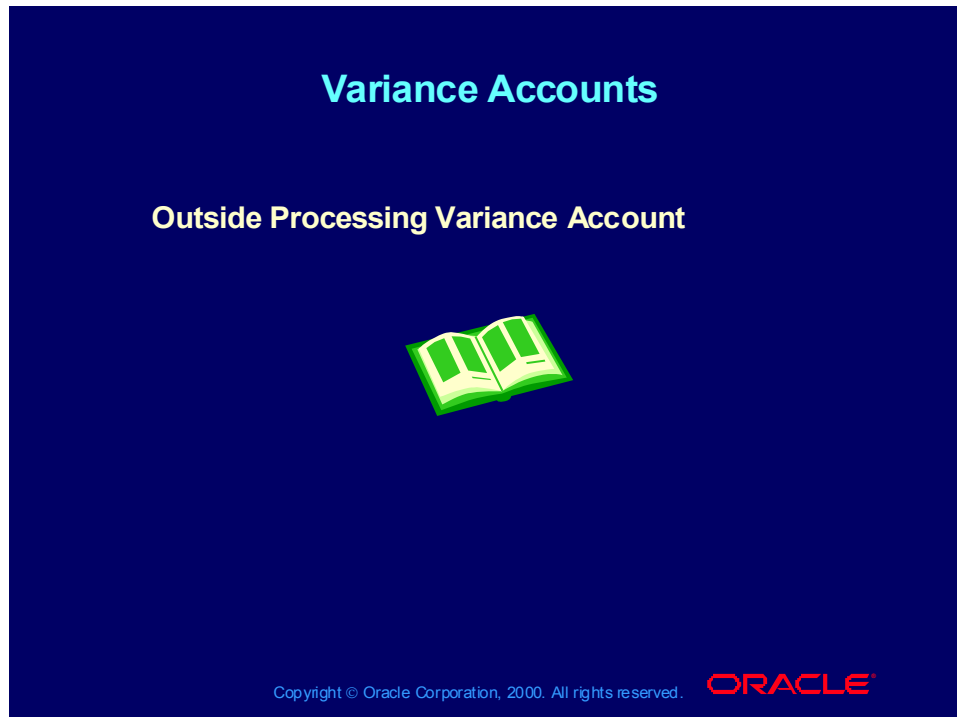 Variance Accounts
Outside Processing Variance Account
Copyright © Oracle Corporation, 2000. All rights reserved.
ORACLE®